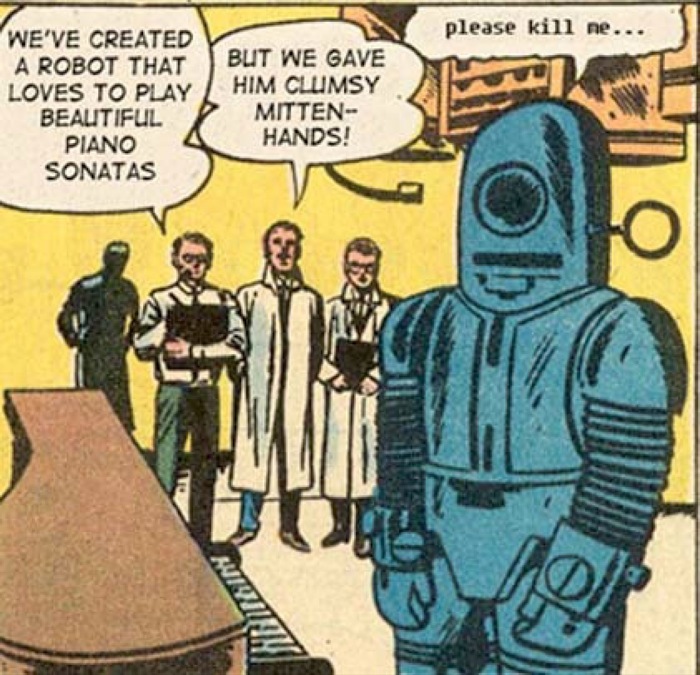 WE'VE CREATED
A ROBOT THAT
LOVES TO PLAY
BEAUTIFUL
PIANO
SONATAS
BUT WE GAVE
HIM CLUMSY
MITTEN--
HANDS!
please kill me...